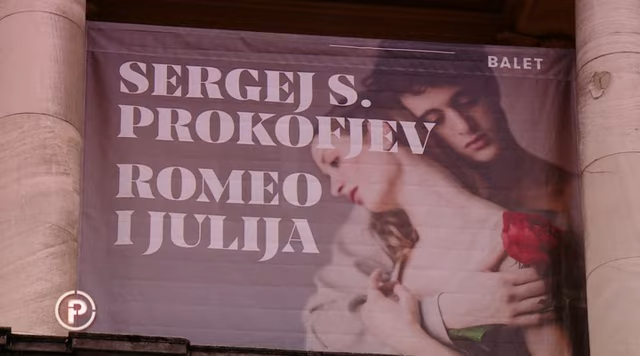 BALET
SERGEJ S.
PROKOFJEV
ROMEO
I JULIJA
P